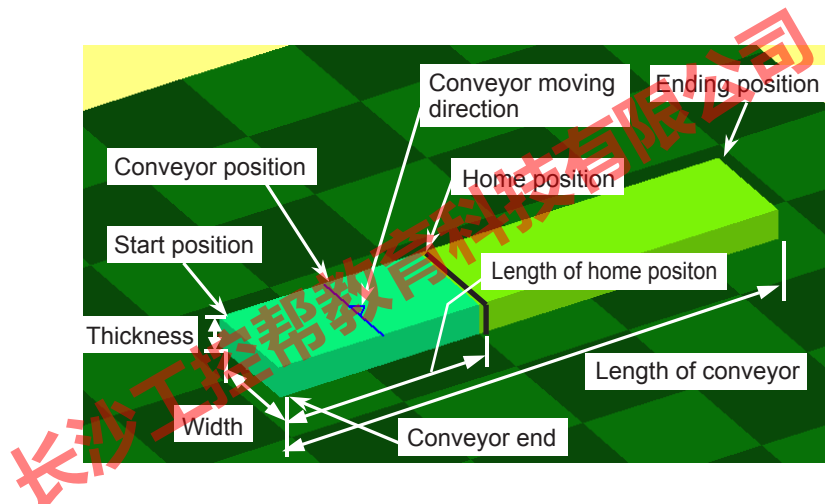 Conveyor moving
direction
Ending position
Conveyor position
Home position
Start position
Length of home positon
Thickness
Length of conveyor
Width
Conveyor end
长沙工控帮教育科技有限公司